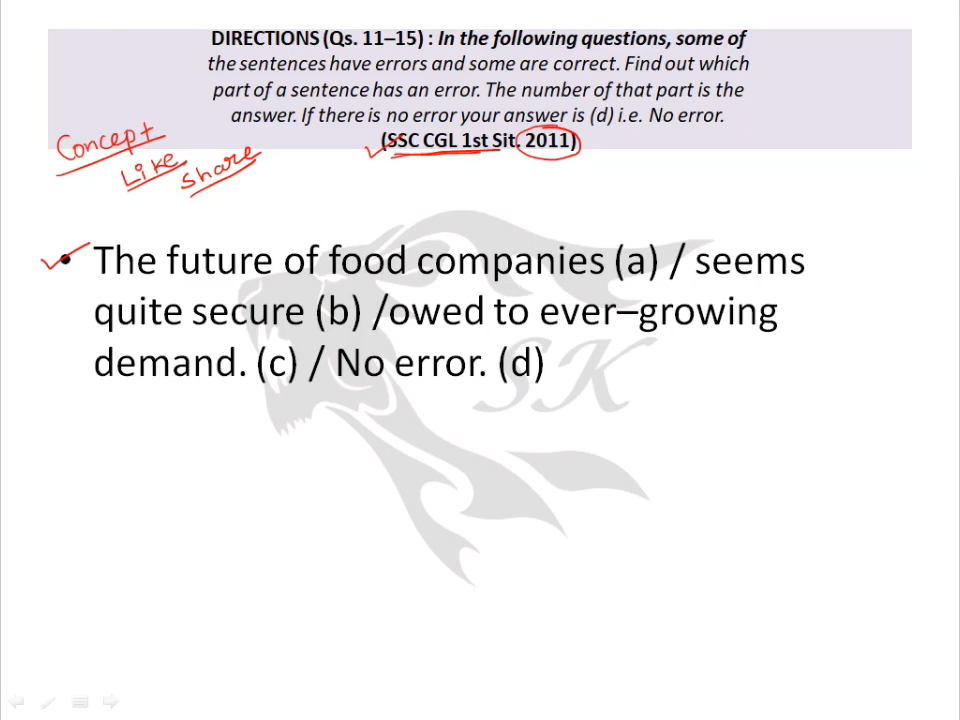 DIRECTIONS (Qs. 11–15) : In the following questions, some of
the sentences have errors and some are correct. Find out which
part of a sentence has an error. The number of that part is the
answer. If there is no error your answer is (d) i.e. No error.
(SSC CGL 1st Sit. 2011)
Concept
Like
Share
• The future of food companies (a) / seems
quite secure (b) /owed to ever–growing
demand. (c) / No error. (d)
SK